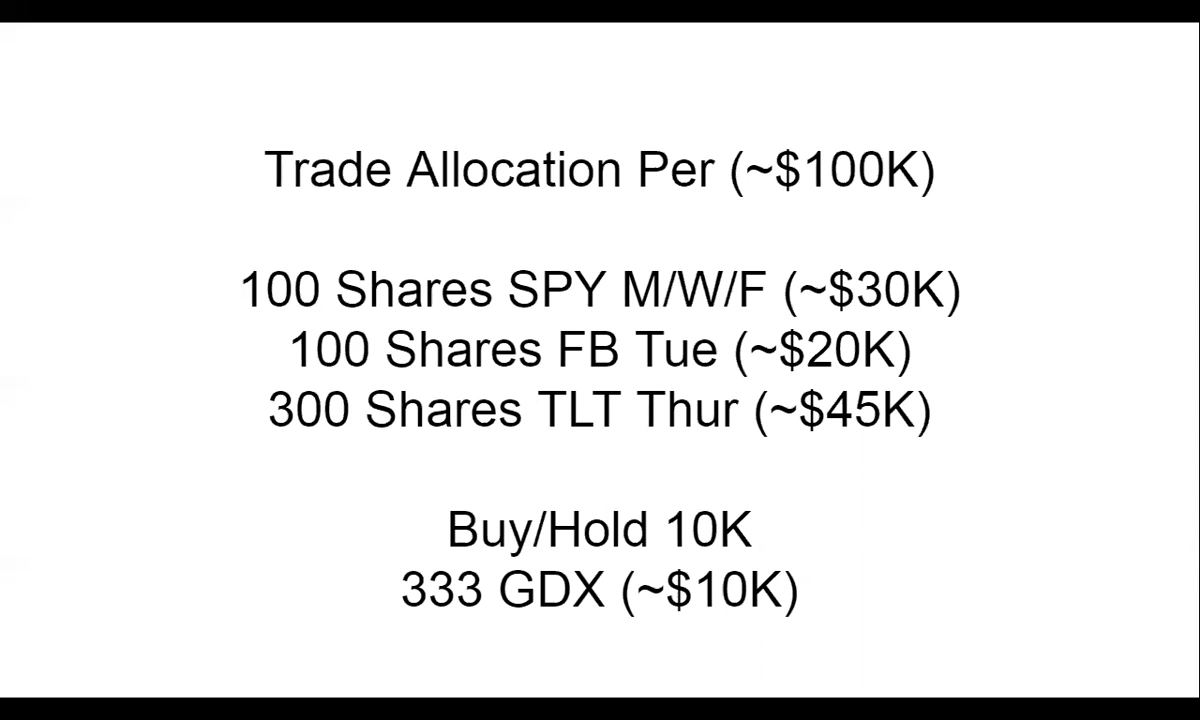 Trade Allocation Per (~$100K)
100 Shares SPY M/W/F (~$30K)
100 Shares FB Tue (~$20K)
300 Shares TLT Thur (~$45K)
Buy/Hold 10K
333 GDX (~$10K)